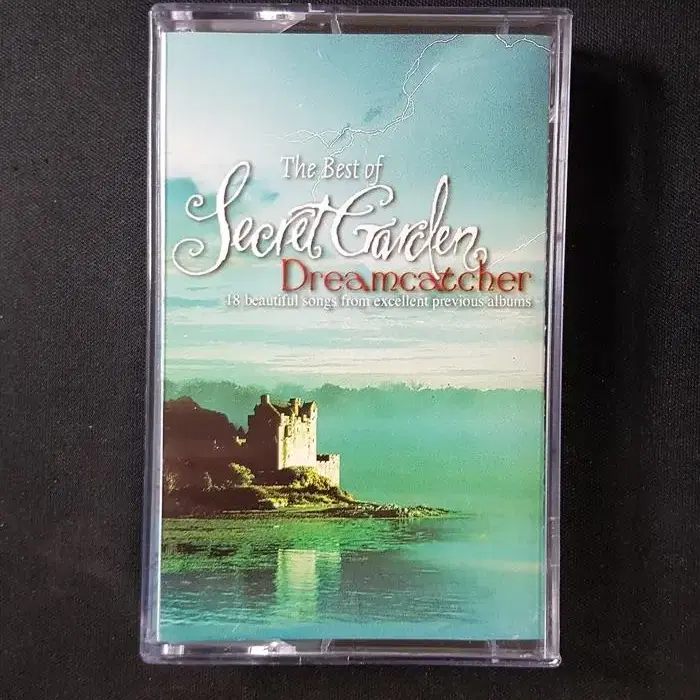 The Best of
Secret Garden
Dreamcatcher
18 beautiful songs from excellent previous albums